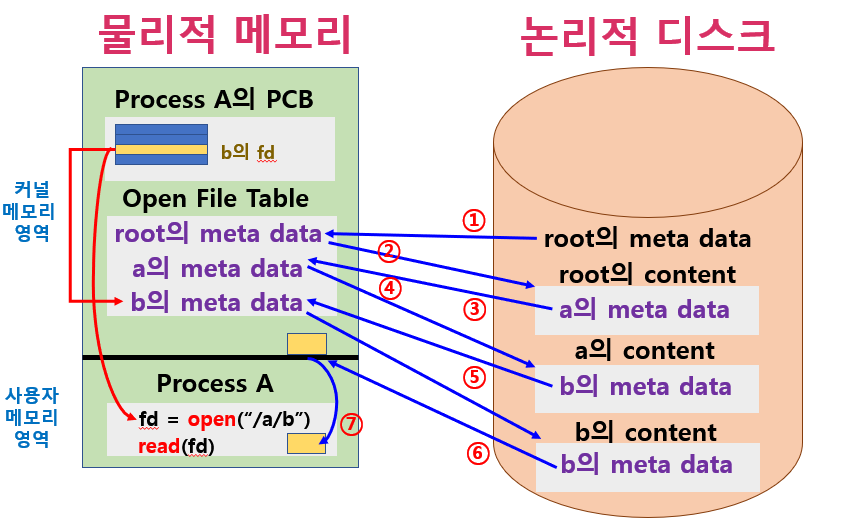 물리적 메모리
논리적 디스크
Process A의 PCB
b의 fd
커널
메모리
영역
Open File Table
root의 meta data
a의 meta data
b의 meta data
①
②
③
④
⑤
⑥
⑦
root의 meta data
root의 content
a의 meta data
a의 content
b의 meta data
b의 content
b의 meta data
사용자
메모리
영역
Process A
fd = open(“/a/b”)
read(fd)